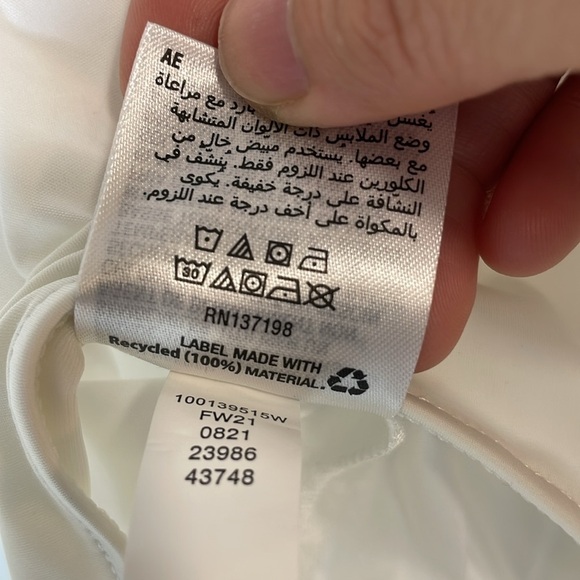 AE
بارد مع مراعاة
وضع الملابس ذات الألوان المتشابهة
مع بعضها. يستخدم مبيض خالٍ من
الكلورين عند اللزوم فقط. يُنشَّف في
النشافة على درجة خفيفة. يكوى
بالمكواة على أخف درجة عند اللزوم.
30
RN137198
LABEL MADE WITH
Recycled (100%) MATERIAL.
100139515W
FW21
0821
23986
43748